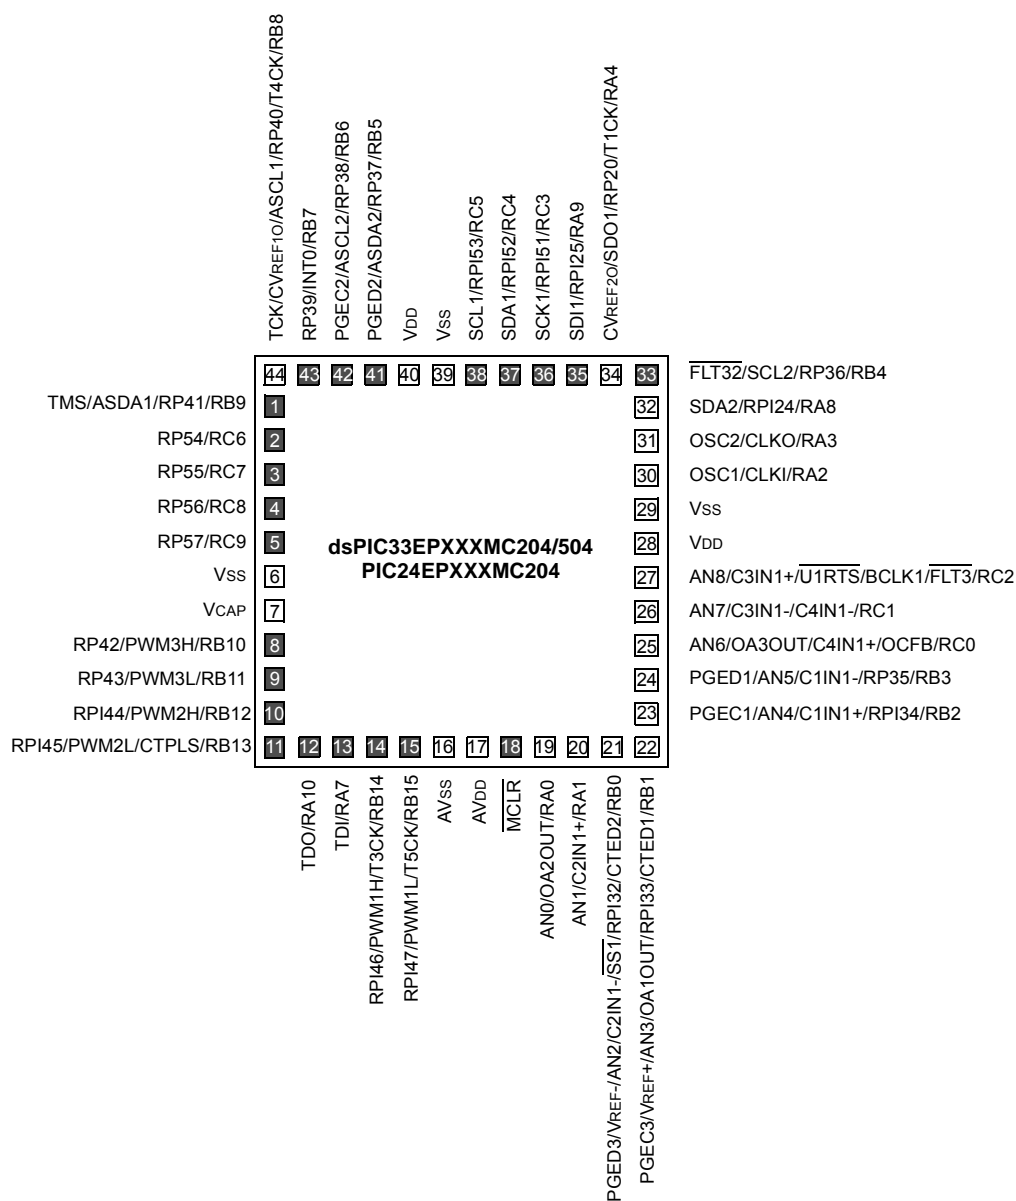 TCK/CVREF1O/ASCL1/RP40/T4CK/RB8
RP39/INT0/RB7
PGEC2/ASCL2/RP38/RB6
PGED2/ASDA2/RP37/RB5
VDD
VSS
SCL1/RPI53/RC5
SDA1/RPI52/RC4
SCK1/RPI51/RC3
SDI1/RPI25/RA9
CVREF2O/SDO1/RP20/T1CK/RA4
44 43 42 41 40 39 38 37 36 35 34 33 FLT32/SCL2/RP36/RB4
TMS/ASDA1/RP41/RB9 1 32 SDA2/RPI24/RA8
RP54/RC6 2 31 OSC2/CLKO/RA3
RP55/RC7 3 30 OSC1/CLKI/RA2
RP56/RC8 4 29 VSS
RP57/RC9 5 dsPIC33EPXXXMC204/504 28 VDD
VSS 6 PIC24EPXXXMC204 27 AN8/C3IN1+/U1RTS/BCLK1/FLT3/RC2
VCAP 7 26 AN7/C3IN1-/C4IN1-/RC1
RP42/PWM3H/RB10 8 25 AN6/OA3OUT/C4IN1+/OCFB/RC0
RP43/PWM3L/RB11 9 24 PGED1/AN5/C1IN1-/RP35/RB3
RPI44/PWM2H/RB12 10 23 PGEC1/AN4/C1IN1+/RPI34/RB2
RPI45/PWM2L/CTPLS/RB13 11 12 13 14 15 16 17 18 19 20 21 22
TDO/RA10
TDI/RA7
RPI46/PWM1H/T3CK/RB14
RPI47/PWM1L/T5CK/RB15
AVSS
AVDD
MCLR
AN0/OA2OUT/RA0
AN1/C2IN1+/RA1
PGED3/VREF-/AN2/C2IN1-/SS1/RPI32/CTED2/RB0
PGEC3/VREF+/AN3/OA1OUT/RPI33/CTED1/RB1